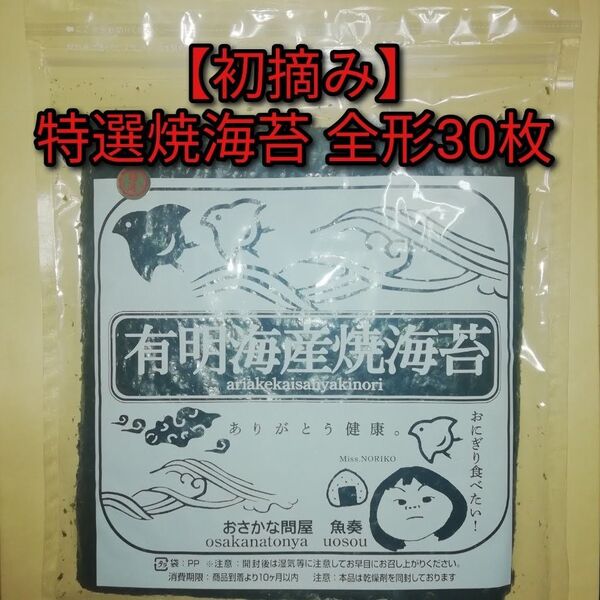 【初摘み】
特選焼海苔 全形30枚
有明海産焼海苔
ariakekaisanyakinori
ありがとう健康。
おにぎり食べたい！
Miss.NORIKO
おさかな問屋 魚奏
osakanatonya uosou
プラ 袋：PP ※注意：開封後は湿気等に注意してお早目にお召し上がりください。
消費期限：商品到着より10ヶ月以内 注意：本品は乾燥剤を同封しております